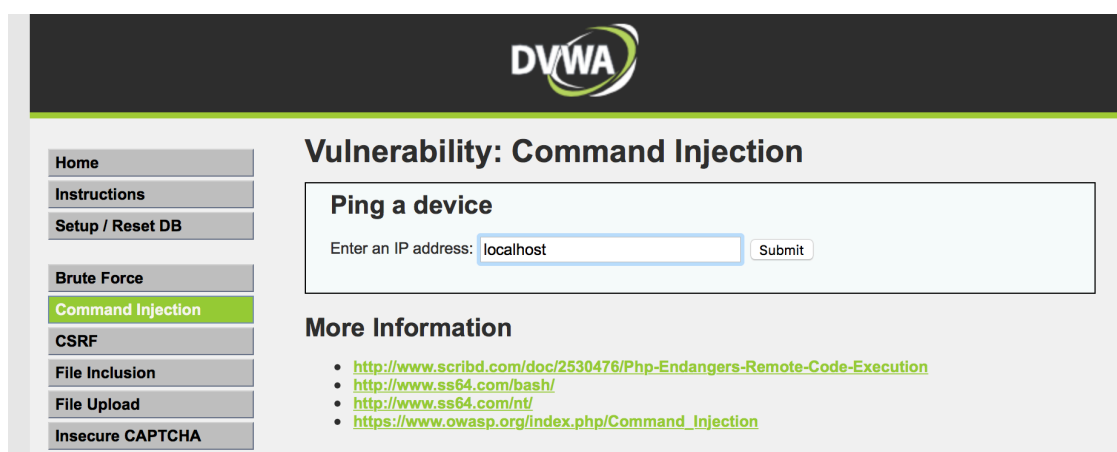 DVWA
Home
Instructions
Setup / Reset DB
Brute Force
Command Injection
CSRF
File Inclusion
File Upload
Insecure CAPTCHA
Vulnerability: Command Injection
Ping a device
Enter an IP address: localhost Submit
More Information
http://www.scribd.com/doc/2530476/Php-Endangers-Remote-Code-Execution
http://www.ss64.com/bash/
http://www.ss64.com/nt/
https://www.owasp.org/index.php/Command_Injection